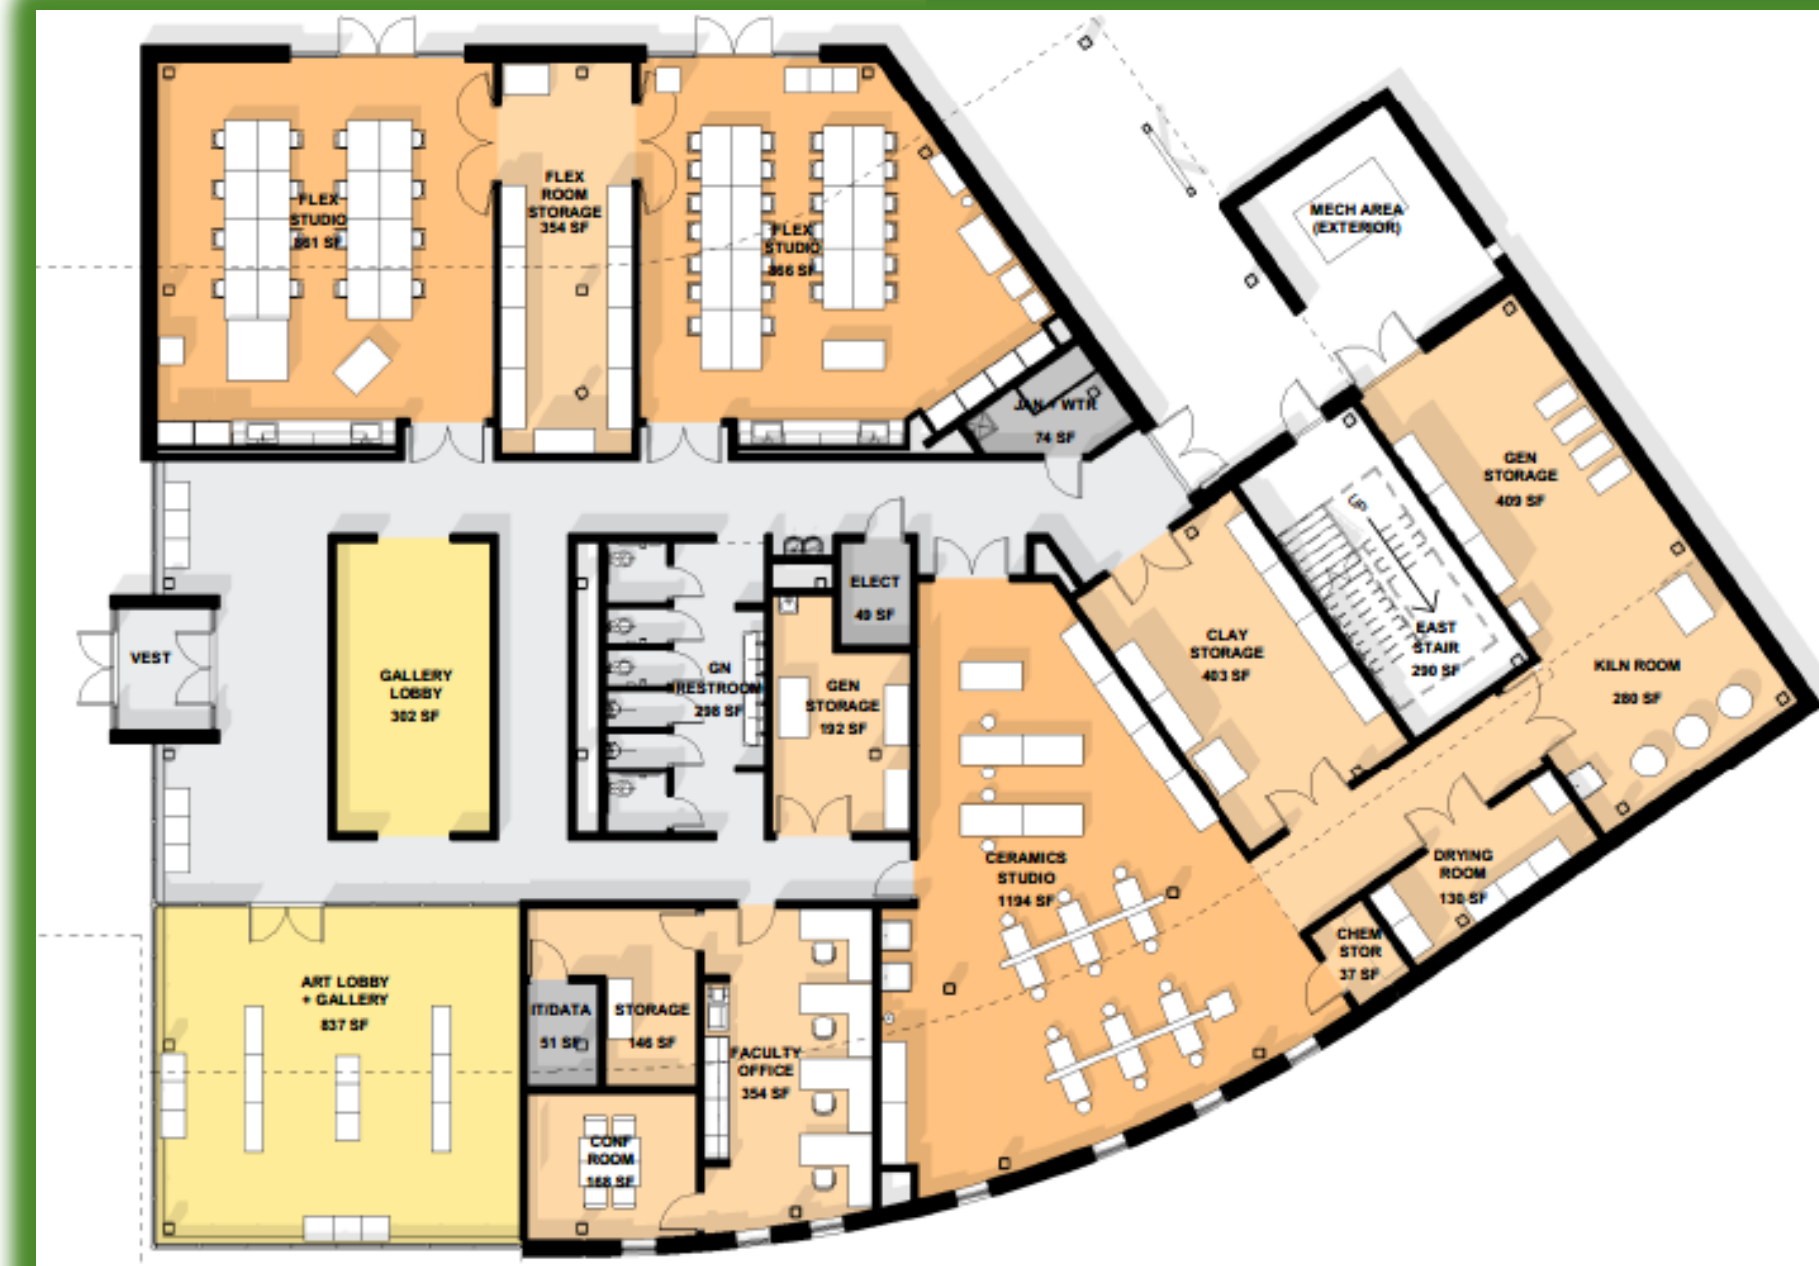 FLEX
STUDIO
861 SF
FLEX
ROOM
STORAGE
354 SF
FLEX
STUDIO
866 SF
MECH AREA
(EXTERIOR)
JAN + WTR
74 SF
GEN
STORAGE
409 SF
UP
EAST
STAIR
290 SF
CLAY
STORAGE
403 SF
KILN ROOM
280 SF
VEST
GALLERY
LOBBY
302 SF
GN
RESTROOM
298 SF
ELECT
49 SF
GEN
STORAGE
192 SF
CERAMICS
STUDIO
1194 SF
DRYING
ROOM
130 SF
CHEM
STOR
37 SF
ART LOBBY
+ GALLERY
837 SF
IT/DATA
51 SF
STORAGE
146 SF
FACULTY
OFFICE
354 SF
CONF
ROOM
168 SF